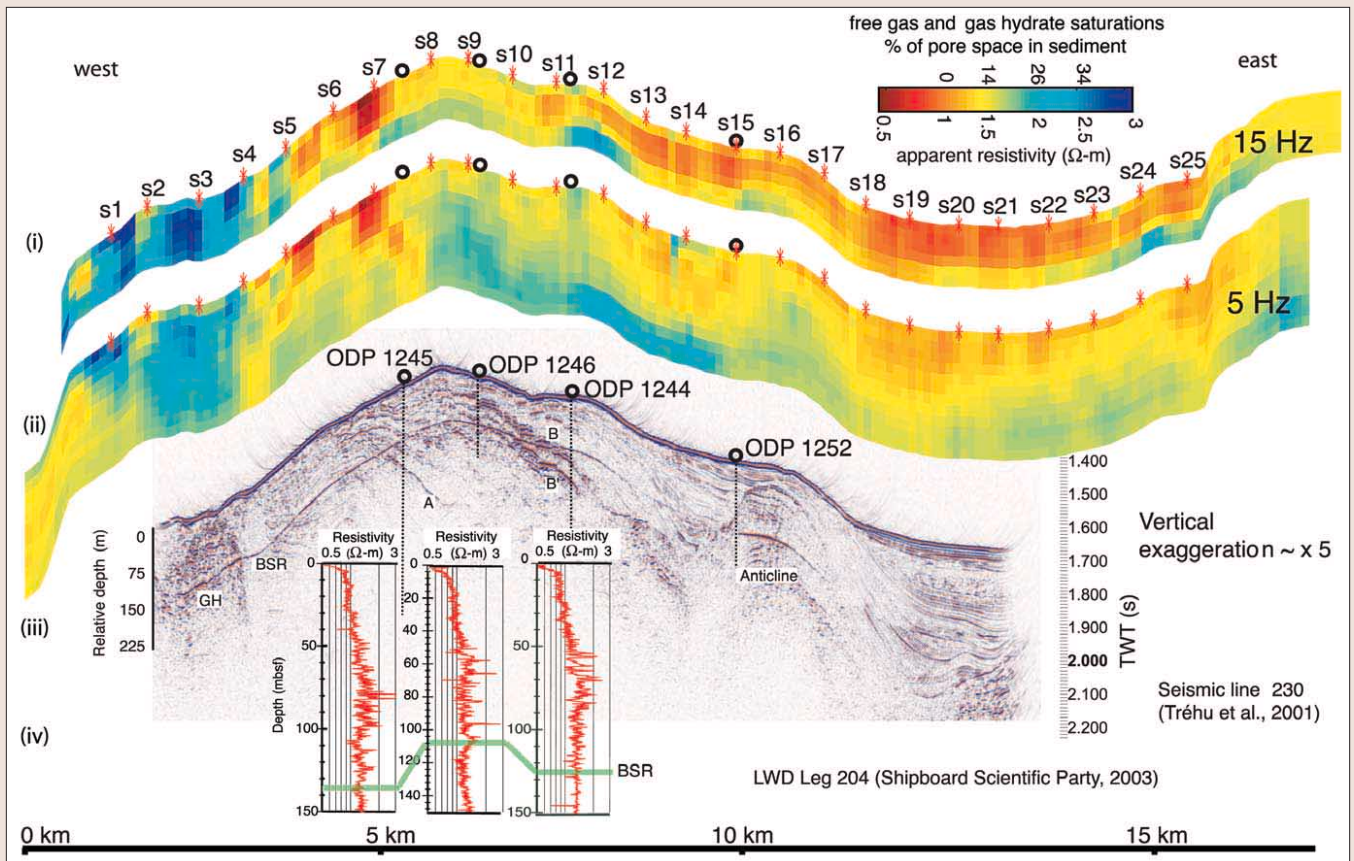 free gas and gas hydrate saturations
% of pore space in sediment
0 14 26 34
0.5 1 1.5 2 2.5 3
apparent resistivity (Ω-m)
west
east
s1 s2 s3 s4 s5 s6 s7 s8 s9 s10 s11 s12 s13 s14 s15 s16 s17 s18 s19 s20 s21 s22 s23 s24 s25
15 Hz
(i)
5 Hz
(ii)
ODP 1245
ODP 1246
ODP 1244
ODP 1252
B
B'
A
BSR
GH
Anticline
Relative depth (m)
0
75
150
225
(iii)
1.400
1.500
1.600
1.700
1.800
1.900
2.000
2.100
2.200
TWT (s)
Vertical
exaggeration ~ x 5
Seismic line 230
(Tréhu et al., 2001)
Resistivity
0.5 (Ω-m) 3
Resistivity
0.5 (Ω-m) 3
Resistivity
0.5 (Ω-m) 3
Depth (mbsf)
0
50
100
150
0
20
40
60
80
100
120
140
0
50
100
150
BSR
(iv)
LWD Leg 204 (Shipboard Scientific Party, 2003)
0 km 5 km 10 km 15 km